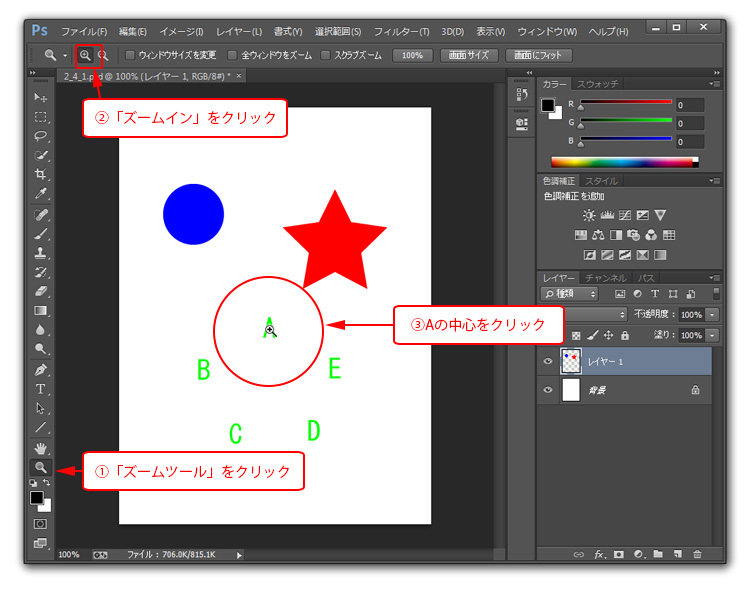 Ps ファイル(F) 編集(E) イメージ(I) レイヤー(L) 書式(Y) 選択範囲(S) フィルター(T) 3D(D) 表示(V) ウィンドウ(W) ヘルプ(H)
ウィンドウサイズを変更 全ウィンドウをズーム スクラブズーム 100% 画面サイズ 画面にフィット
2_4_1.psd @ 100% (レイヤー 1, RGB/8#) * ×
②「ズームイン」をクリック
A
③Aの中心をクリック
B
E
C
D
①「ズームツール」をクリック
100% ファイル : 706.0K/815.1K
カラー スウォッチ
R 0
G 0
B 0
色調補正 スタイル
色調補正を追加
レイヤー チャンネル パス
種類
不透明度 : 100%
塗り : 100%
レイヤー 1
背景
fx